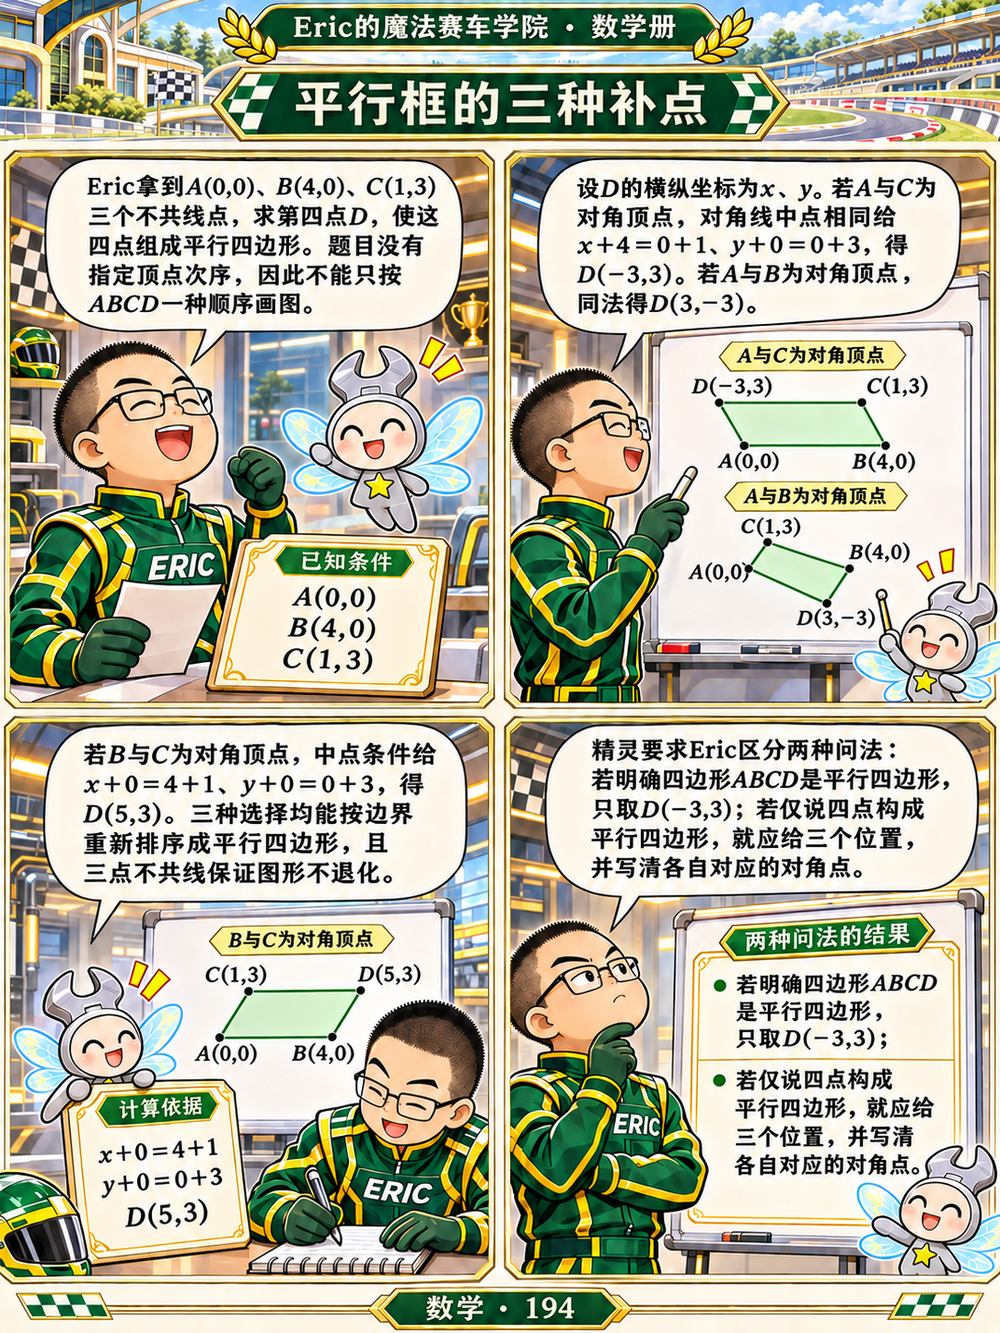 Eric的魔法赛车学院 · 数学册
平行框的三种补点
Eric拿到A(0,0)、B(4,0)、C(1,3)
三个不共线点，求第四点D，使这
四点组成平行四边形。题目没有
指定顶点次序，因此不能只按
ABCD一种顺序画图。
ERIC
已知条件
A(0,0)
B(4,0)
C(1,3)
设D的横纵坐标为x、y。若A与C为
对角顶点，对角线中点相同给
x+4=0+1、y+0=0+3，得
D(−3,3)。若A与B为对角顶点，
同法得D(3,−3)。
A与C为对角顶点
D(−3,3)
C(1,3)
A(0,0)
B(4,0)
A与B为对角顶点
C(1,3)
B(4,0)
A(0,0)
D(3,−3)
若B与C为对角顶点，中点条件给
x+0=4+1、y+0=0+3，得
D(5,3)。三种选择均能按边界
重新排序成平行四边形，且
三点不共线保证图形不退化。
B与C为对角顶点
C(1,3)
D(5,3)
A(0,0)
B(4,0)
计算依据
x+0=4+1
y+0=0+3
D(5,3)
ERIC
精灵要求Eric区分两种问法：
若明确四边形ABCD是平行四边形，
只取D(−3,3)；若仅说四点构成
平行四边形，就应给三个位置，
并写清各自对应的对角点。
ERIC
两种问法的结果
● 若明确四边形ABCD
是平行四边形，
只取D(−3,3)；
● 若仅说四点构成
平行四边形，就应给
三个位置，并写清
各自对应的对角点。
数学 · 194